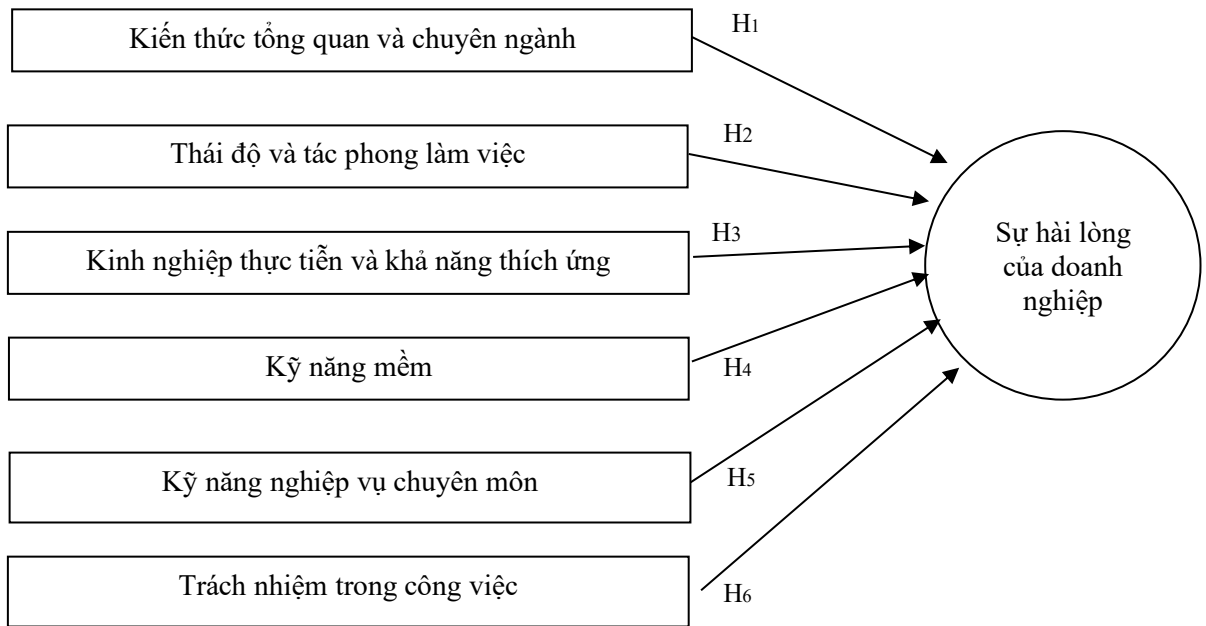 Kiến thức tổng quan và chuyên ngành
H1
Thái độ và tác phong làm việc
H2
Kinh nghiệm thực tiễn và khả năng thích ứng
H3
Kỹ năng mềm
H4
Kỹ năng nghiệp vụ chuyên môn
H5
Trách nhiệm trong công việc
H6
Sự hài lòng
của doanh
nghiệp